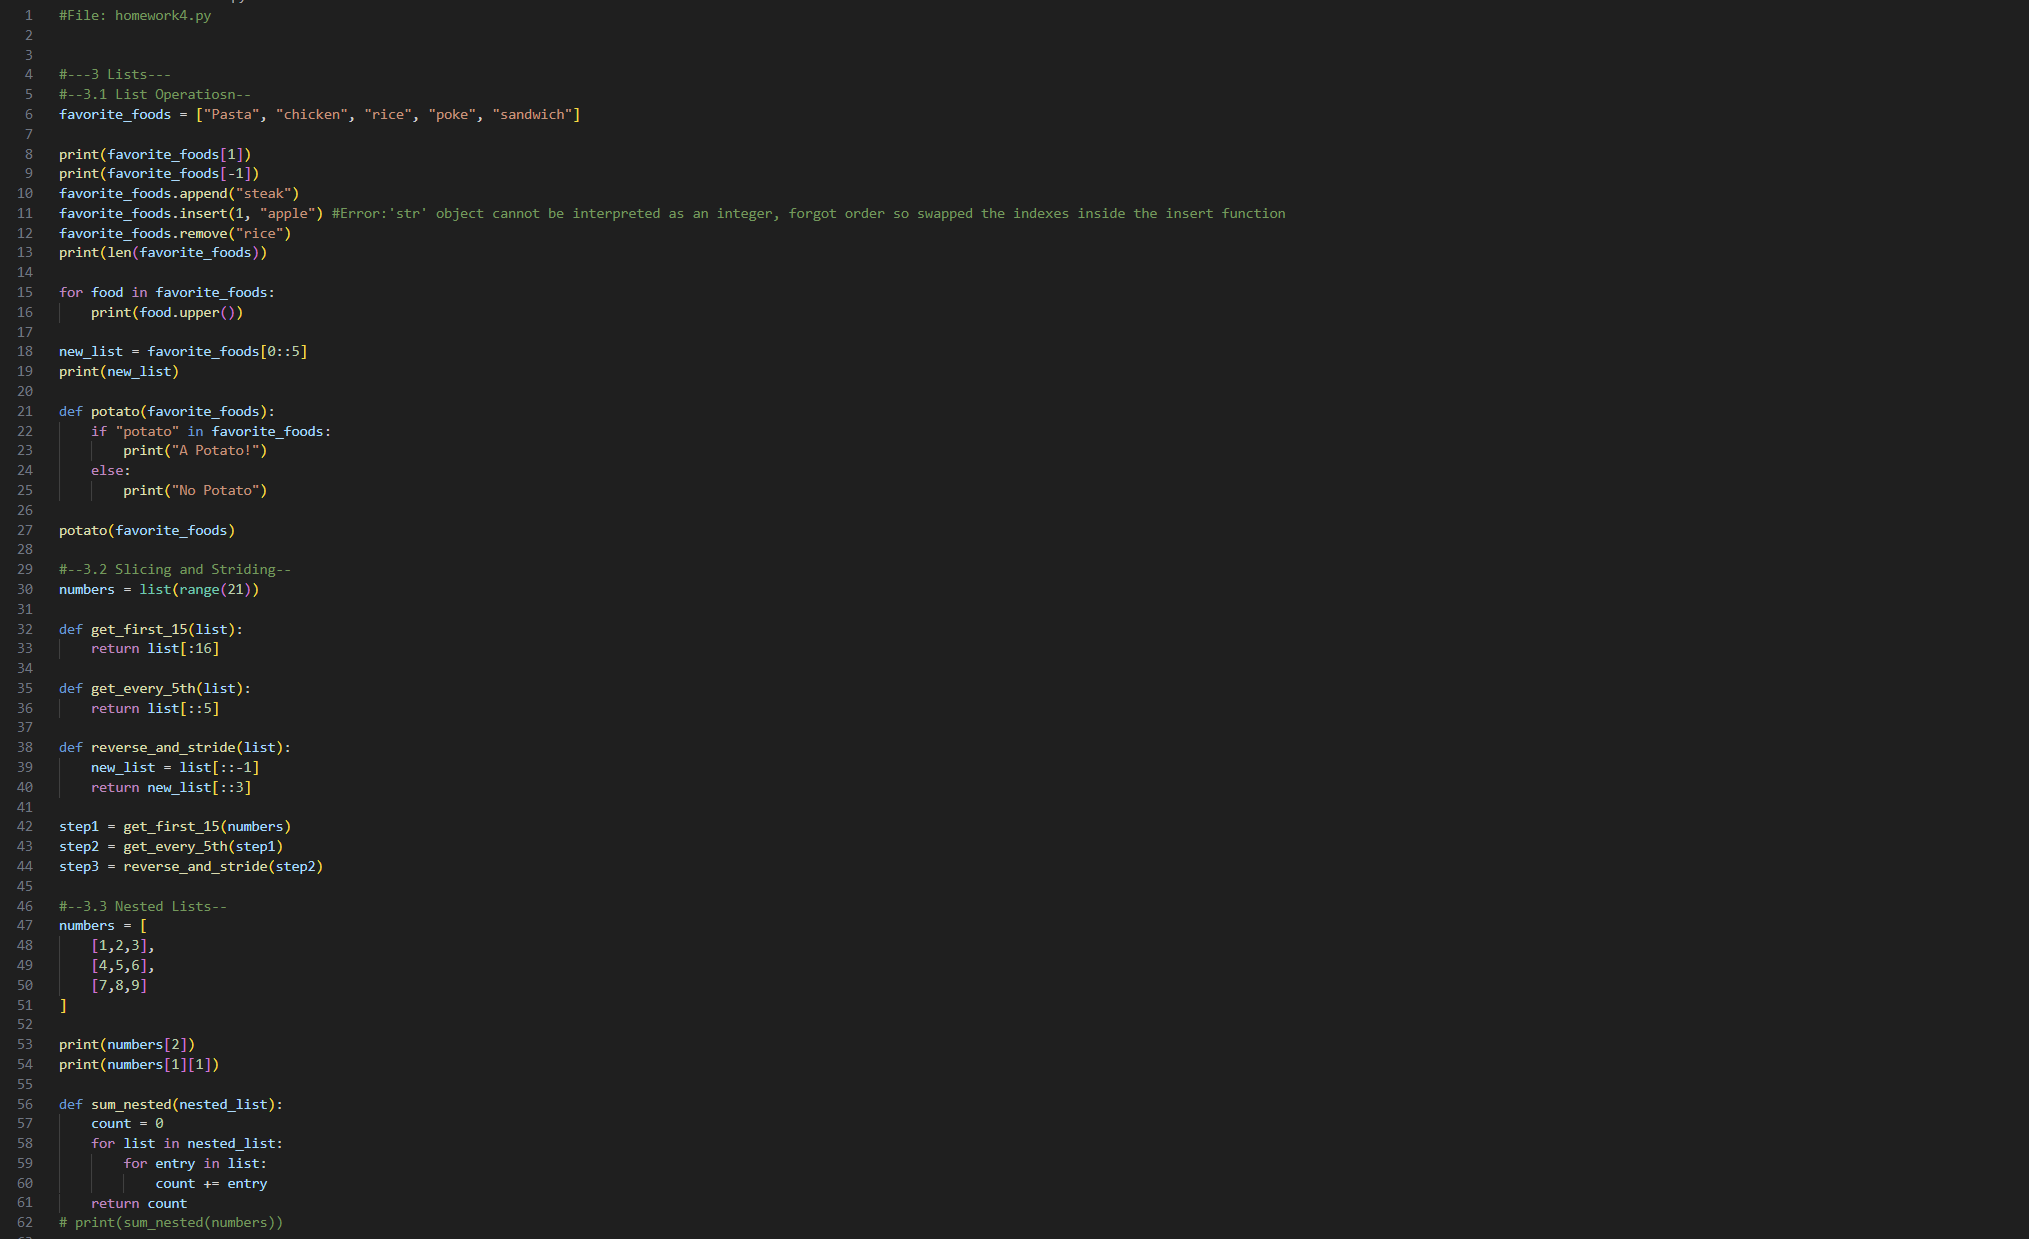 1 #File: homework4.py
2
3
4 #---3 Lists---
5 #--3.1 List Operatiosn--
6 favorite_foods = ["Pasta", "chicken", "rice", "poke", "sandwich"]
7
8 print(favorite_foods[1])
9 print(favorite_foods[-1])
10 favorite_foods.append("steak")
11 favorite_foods.insert(1, "apple") #Error:'str' object cannot be interpreted as an integer, forgot order so swapped the indexes inside the insert function
12 favorite_foods.remove("rice")
13 print(len(favorite_foods))
14
15 for food in favorite_foods:
16     print(food.upper())
17
18 new_list = favorite_foods[0::5]
19 print(new_list)
20
21 def potato(favorite_foods):
22     if "potato" in favorite_foods:
23         print("A Potato!")
24     else:
25         print("No Potato")
26
27 potato(favorite_foods)
28
29 #--3.2 Slicing and Striding--
30 numbers = list(range(21))
31
32 def get_first_15(list):
33     return list[:16]
34
35 def get_every_5th(list):
36     return list[::5]
37
38 def reverse_and_stride(list):
39     new_list = list[::-1]
40     return new_list[::3]
41
42 step1 = get_first_15(numbers)
43 step2 = get_every_5th(step1)
44 step3 = reverse_and_stride(step2)
45
46 #--3.3 Nested Lists--
47 numbers = [
48     [1,2,3],
49     [4,5,6],
50     [7,8,9]
51 ]
52
53 print(numbers[2])
54 print(numbers[1][1])
55
56 def sum_nested(nested_list):
57     count = 0
58     for list in nested_list:
59         for entry in list:
60             count += entry
61     return count
62 # print(sum_nested(numbers))